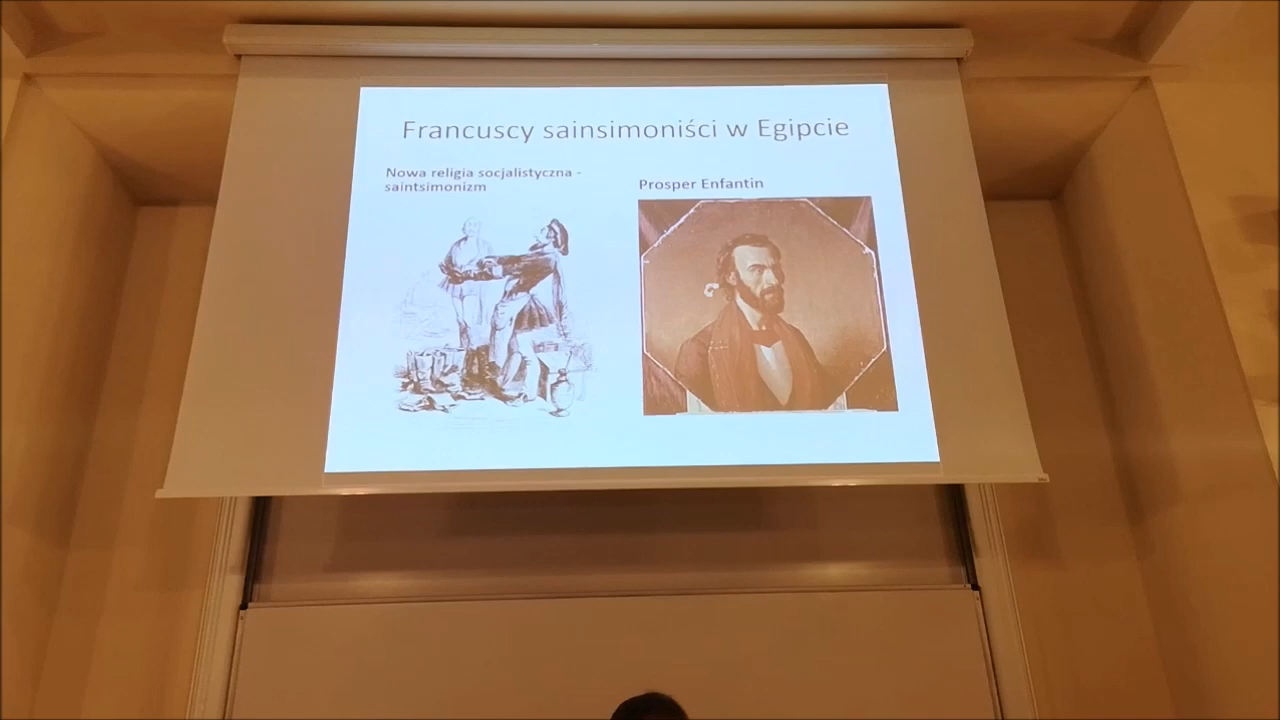 Francuscy sainsimoniści w Egipcie
Nowa religia socjalistyczna -
saintsimonizm
Prosper Enfantin